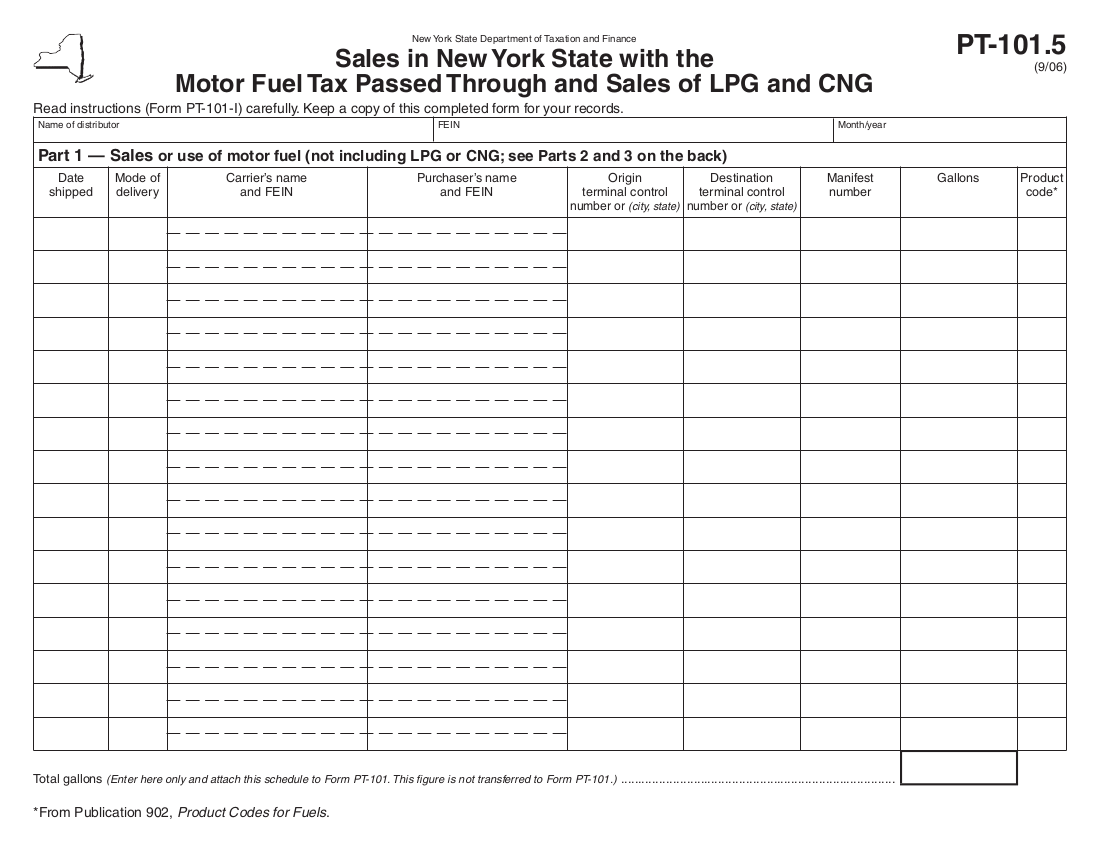 New York State Department of Taxation and Finance
Sales in New York State with the
Motor Fuel Tax Passed Through and Sales of LPG and CNG
PT-101.5
(9/06)
Read instructions (Form PT-101-I) carefully. Keep a copy of this completed form for your records.
Name of distributor FEIN Month/year
Part 1 — Sales or use of motor fuel (not including LPG or CNG; see Parts 2 and 3 on the back)
Date shipped Mode of delivery Carrier's name and FEIN Purchaser's name and FEIN Origin terminal control number or (city, state) Destination terminal control number or (city, state) Manifest number Gallons Product code*
Total gallons (Enter here only and attach this schedule to Form PT-101. This figure is not transferred to Form PT-101.)
*From Publication 902, Product Codes for Fuels.